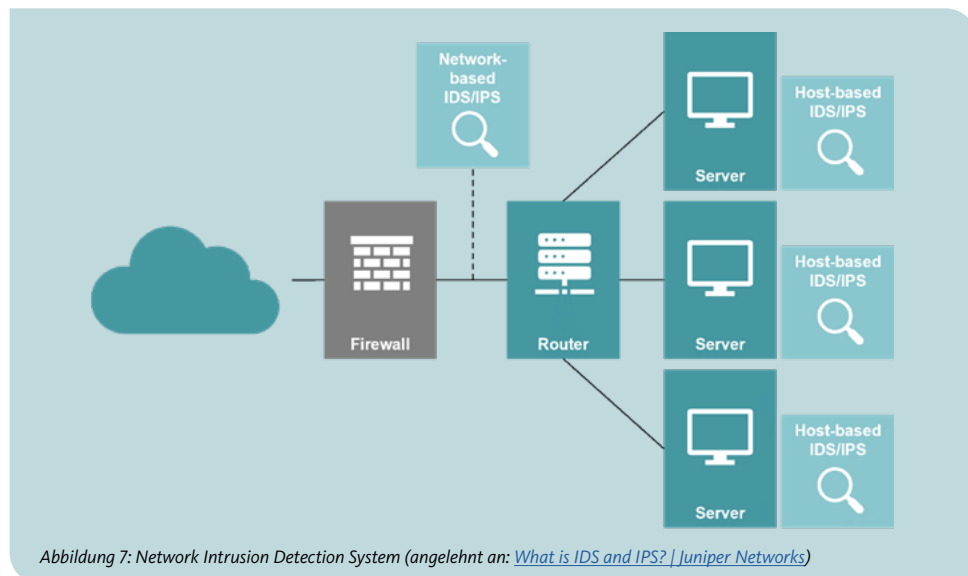 Network-
based
IDS/IPS
Host-based
IDS/IPS
Server
Firewall
Router
Server
Host-based
IDS/IPS
Server
Host-based
IDS/IPS
Abbildung 7: Network Intrusion Detection System (angelehnt an: What is IDS and IPS? | Juniper Networks)